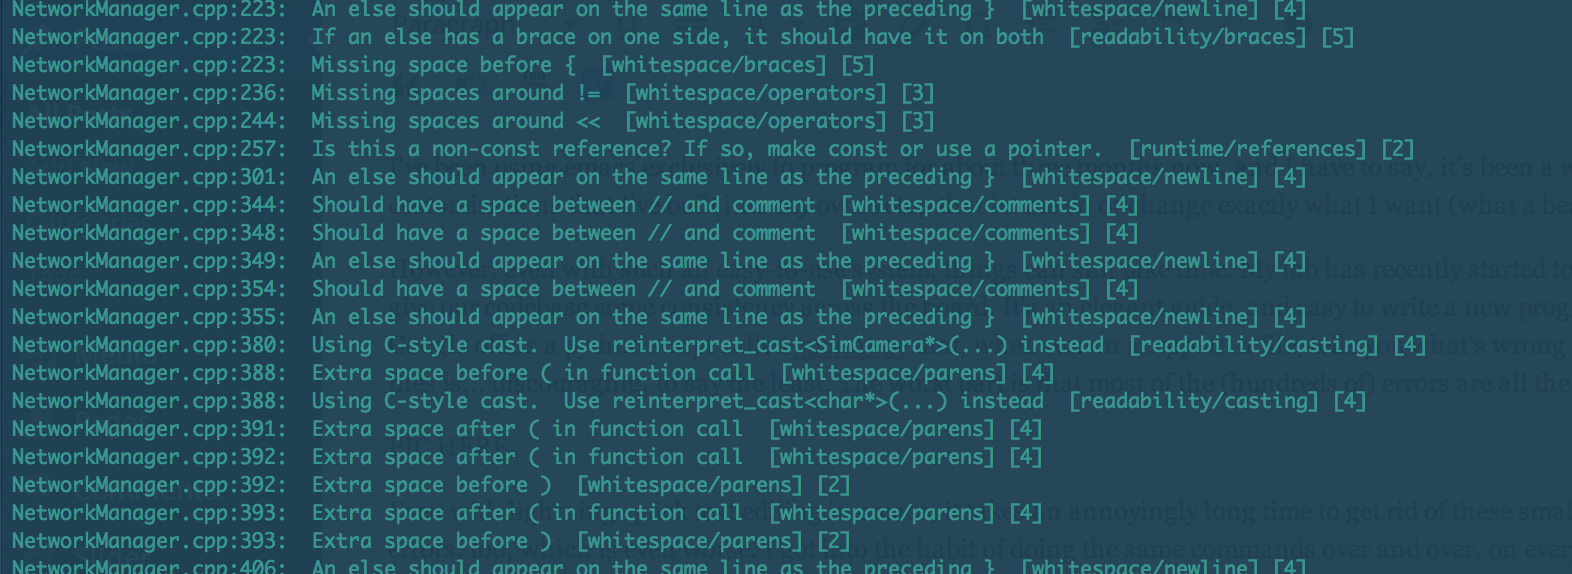 NetworkManager.cpp:223:  An else should appear on the same line as the preceding }  [whitespace/newline] [4]
NetworkManager.cpp:223:  If an else has a brace on one side, it should have it on both  [readability/braces] [5]
NetworkManager.cpp:223:  Missing space before {  [whitespace/braces] [5]
NetworkManager.cpp:236:  Missing spaces around !=  [whitespace/operators] [3]
NetworkManager.cpp:244:  Missing spaces around <<  [whitespace/operators] [3]
NetworkManager.cpp:257:  Is this a non-const reference? If so, make const or use a pointer.  [runtime/references] [2]
NetworkManager.cpp:301:  An else should appear on the same line as the preceding }  [whitespace/newline] [4]
NetworkManager.cpp:344:  Should have a space between // and comment  [whitespace/comments] [4]
NetworkManager.cpp:348:  Should have a space between // and comment  [whitespace/comments] [4]
NetworkManager.cpp:349:  An else should appear on the same line as the preceding }  [whitespace/newline] [4]
NetworkManager.cpp:354:  Should have a space between // and comment  [whitespace/comments] [4]
NetworkManager.cpp:355:  An else should appear on the same line as the preceding }  [whitespace/newline] [4]
NetworkManager.cpp:380:  Using C-style cast.  Use reinterpret_cast<SimCamera*>(...) instead  [readability/casting] [4]
NetworkManager.cpp:388:  Extra space before ( in function call  [whitespace/parens] [4]
NetworkManager.cpp:388:  Using C-style cast.  Use reinterpret_cast<char*>(...) instead  [readability/casting] [4]
NetworkManager.cpp:391:  Extra space after ( in function call  [whitespace/parens] [4]
NetworkManager.cpp:392:  Extra space after ( in function call  [whitespace/parens] [4]
NetworkManager.cpp:392:  Extra space before )  [whitespace/parens] [2]
NetworkManager.cpp:393:  Extra space after ( in function call  [whitespace/parens] [4]
NetworkManager.cpp:393:  Extra space before )  [whitespace/parens] [2]
NetworkManager.cpp:406:  An else should appear on the same line as the preceding }  [whitespace/newline] [4]